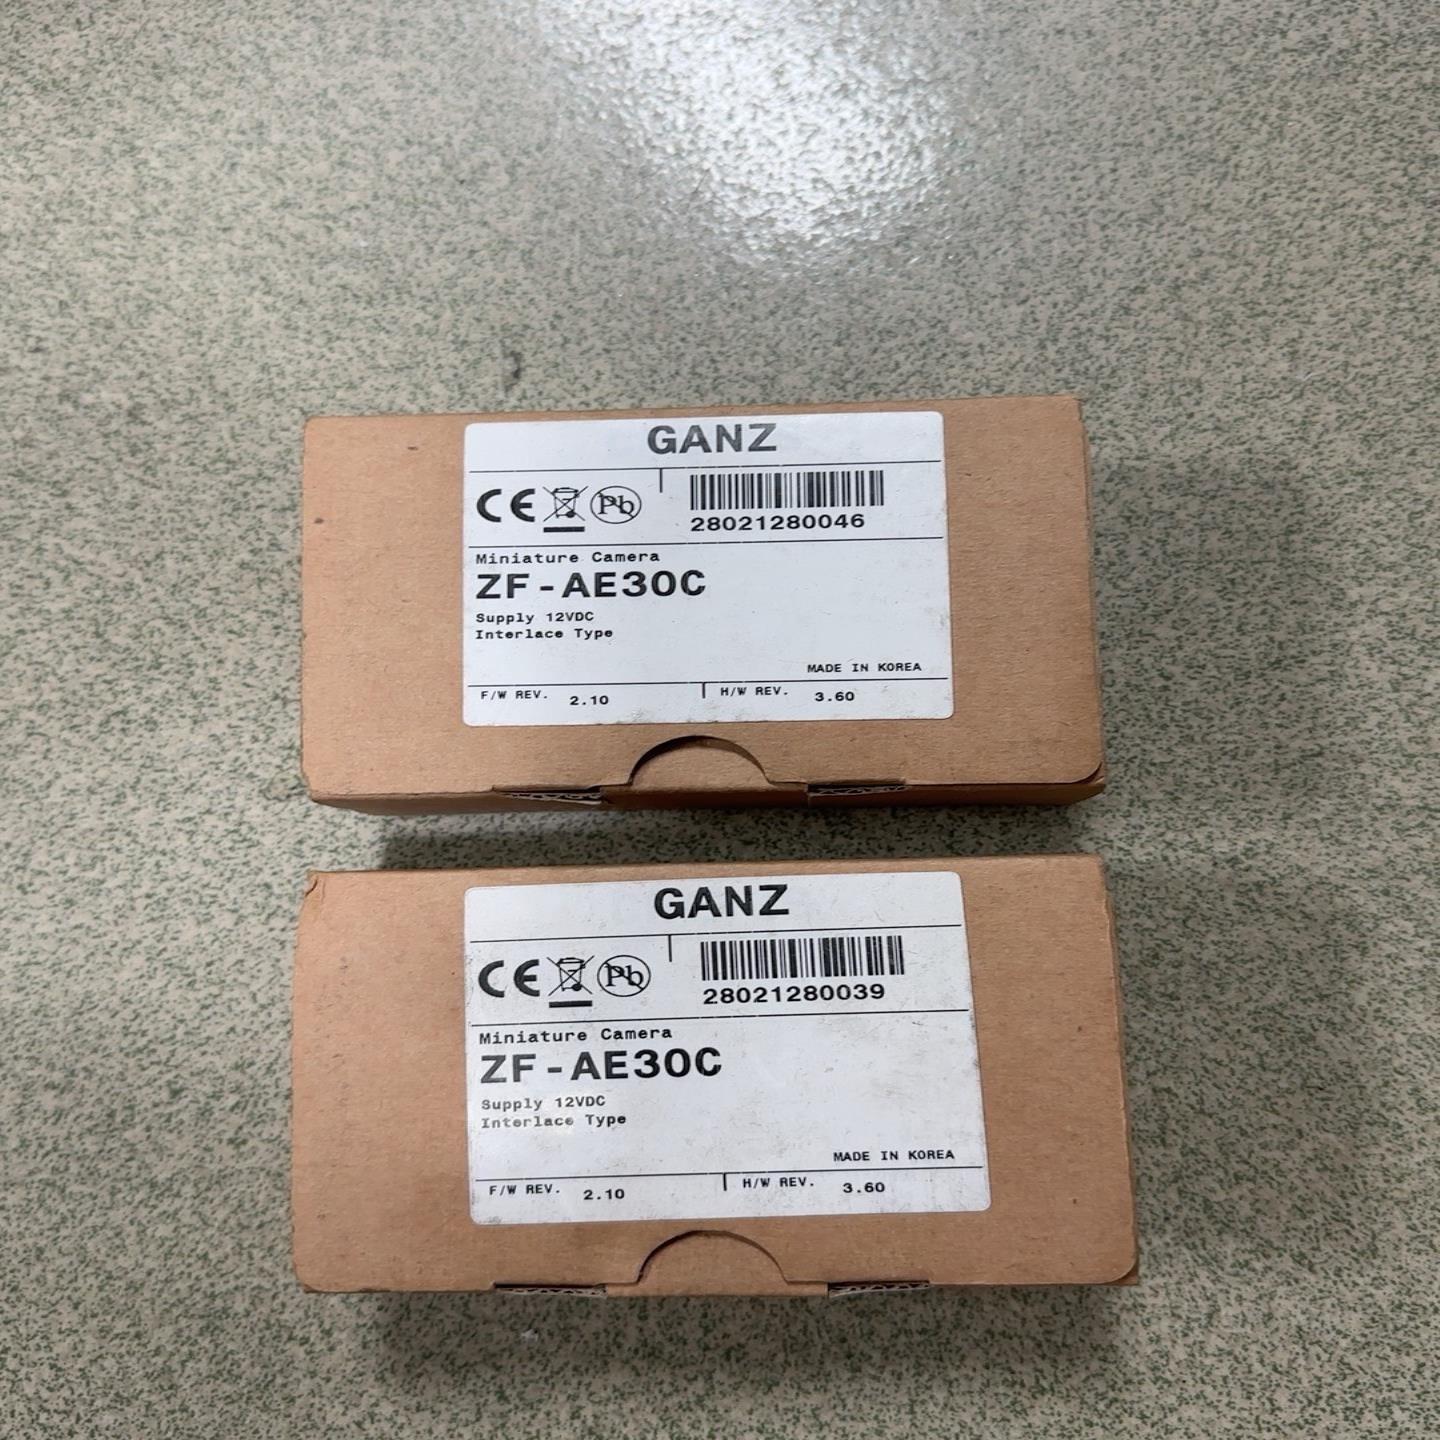 GANZ
CE Pb
28021280046
Miniature Camera
ZF-AE30C
Supply 12VDC
Interlace Type
MADE IN KOREA
F/W REV. 2.10 H/W REV. 3.60
GANZ
CE Pb
28021280039
Miniature Camera
ZF-AE30C
Supply 12VDC
Interlace Type
MADE IN KOREA
F/W REV. 2.10 H/W REV. 3.60